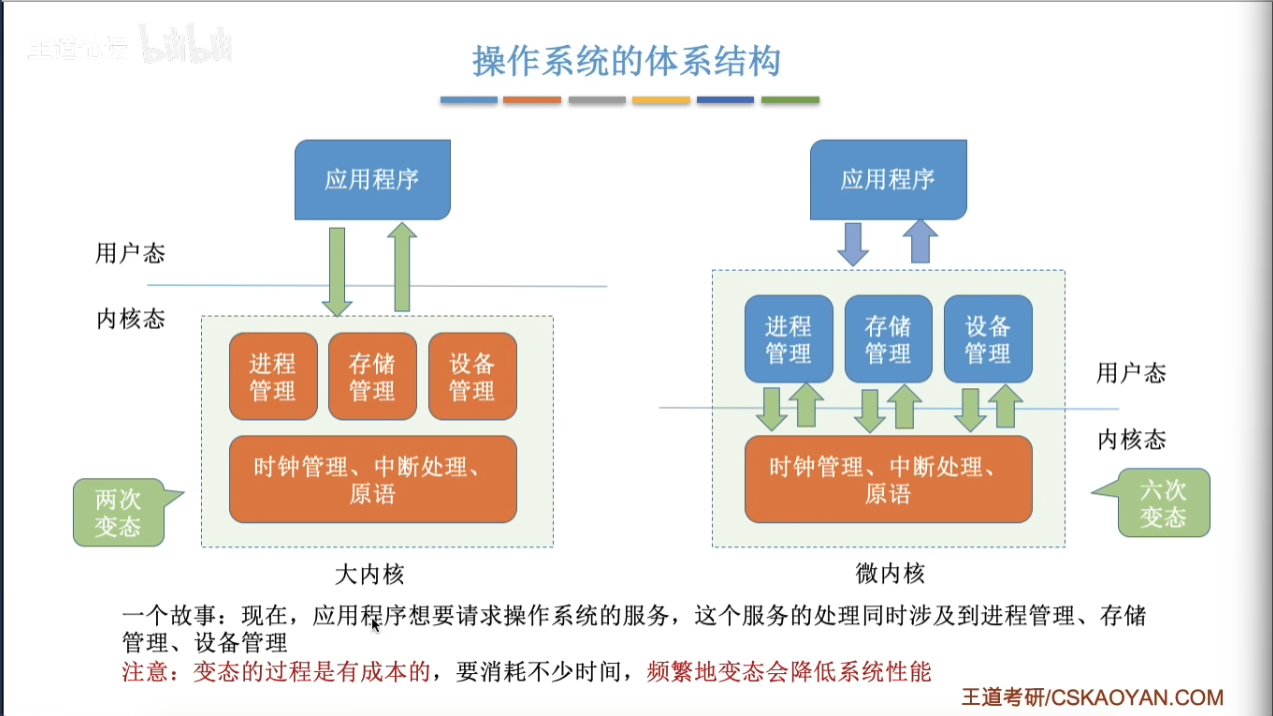 王道论坛 bilibili
操作系统的体系结构
应用程序
用户态
内核态
进程
管理
存储
管理
设备
管理
时钟管理、中断处理、
原语
两次
变态
大内核
应用程序
进程
管理
存储
管理
设备
管理
用户态
内核态
时钟管理、中断处理、
原语
六次
变态
微内核
一个故事：现在，应用程序想要请求操作系统的服务，这个服务的处理同时涉及到进程管理、存储
管理、设备管理
注意：变态的过程是有成本的，要消耗不少时间，频繁地变态会降低系统性能
王道考研/CSKAOYAN.COM